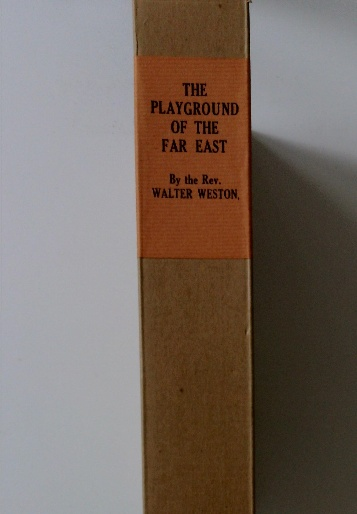 THE
PLAYGROUND
OF THE
FAR EAST
By the Rev.
WALTER WESTON,